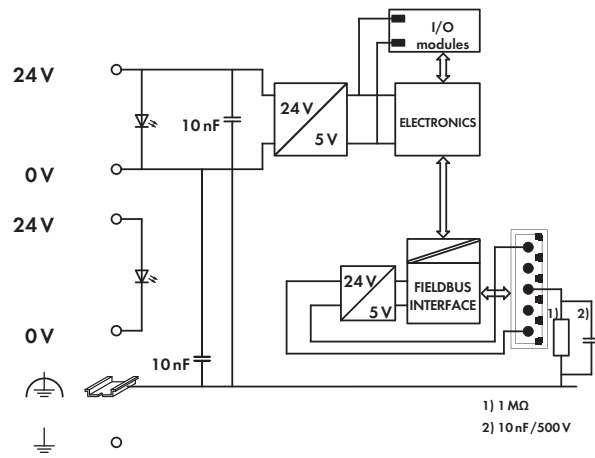 I/O
modules
24 V
10 nF
24 V
5 V
ELECTRONICS
0 V
24 V
24 V
5 V
FIELDBUS
INTERFACE
1)
2)
0 V
10 nF
1) 1 MΩ
2) 10 nF/500 V